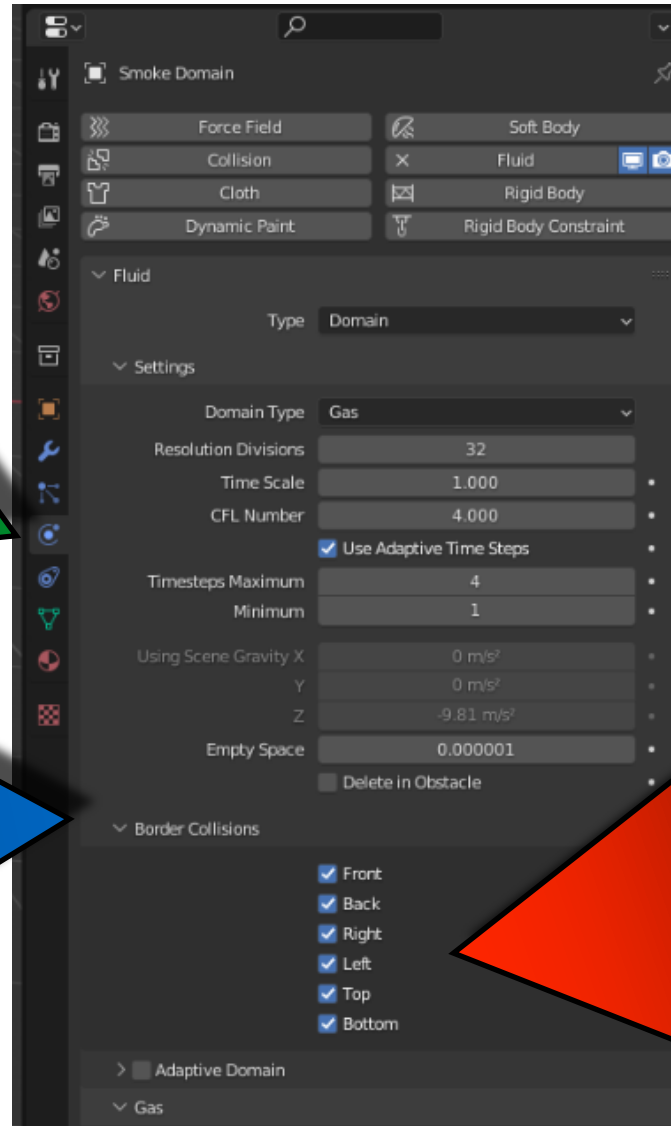 Smoke Domain
Force Field Soft Body
Collision Fluid
Cloth Rigid Body
Dynamic Paint Rigid Body Constraint
Fluid
Type Domain
Settings
Domain Type Gas
Resolution Divisions 32
Time Scale 1.000
CFL Number 4.000
Use Adaptive Time Steps
Timesteps Maximum 4
Minimum 1
Using Scene Gravity X 0 m/s²
Y 0 m/s²
Z -9.81 m/s²
Empty Space 0.000001
Delete in Obstacle
Border Collisions
Front
Back
Right
Left
Top
Bottom
Adaptive Domain
Gas